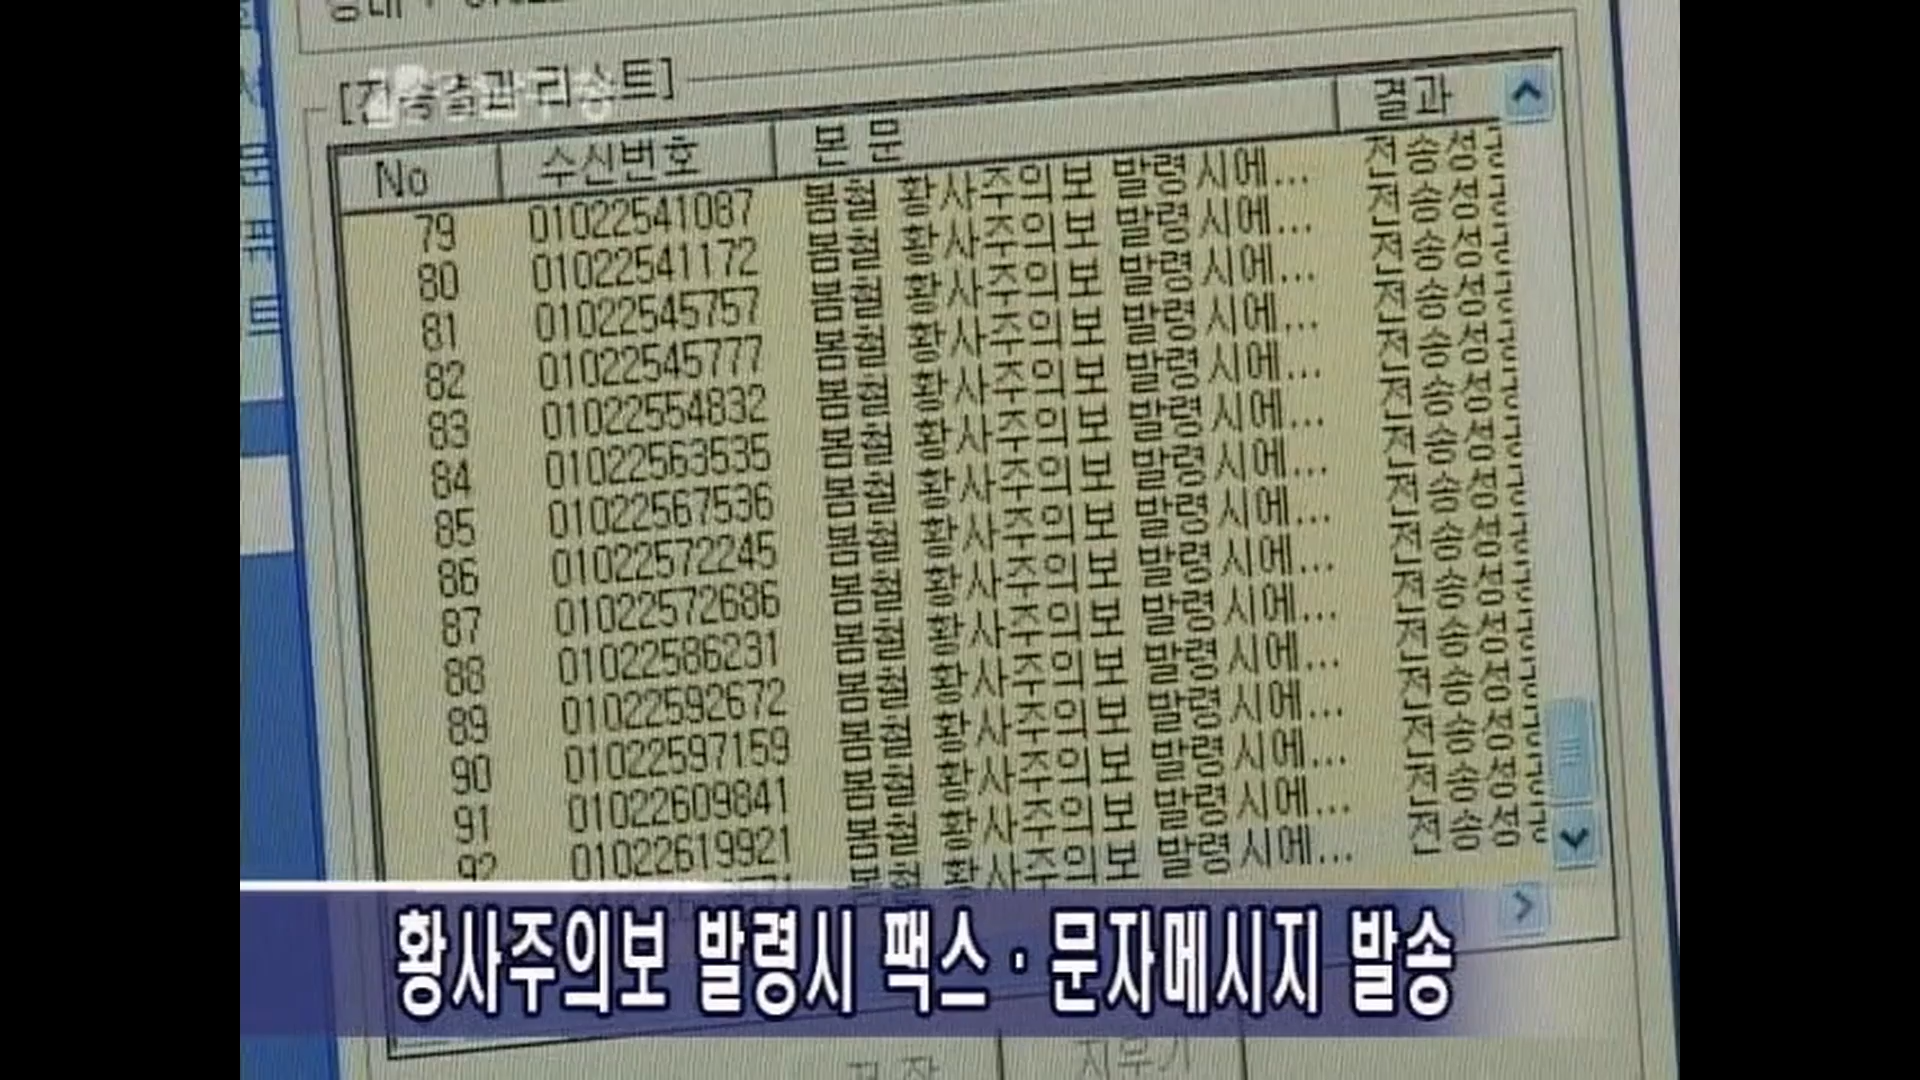 [전송결과 리스트]
No 수신번호 본 문 결과
79 01022541087 봄철 황사주의보 발령시에... 전송성공
80 01022541172 봄철 황사주의보 발령시에... 전송성공
81 01022545757 봄철 황사주의보 발령시에... 전송성공
82 01022545777 봄철 황사주의보 발령시에... 전송성공
83 01022554832 봄철 황사주의보 발령시에... 전송성공
84 01022563535 봄철 황사주의보 발령시에... 전송성공
85 01022567536 봄철 황사주의보 발령시에... 전송성공
86 01022572245 봄철 황사주의보 발령시에... 전송성공
87 01022572686 봄철 황사주의보 발령시에... 전송성공
88 01022586231 봄철 황사주의보 발령시에... 전송성공
89 01022592672 봄철 황사주의보 발령시에... 전송성공
90 01022597159 봄철 황사주의보 발령시에... 전송성공
91 01022609841 봄철 황사주의보 발령시에... 전송성공
92 01022619921 봄철 황사주의보 발령시에... 전송성공
황사주의보 발령시 팩스·문자메시지 발송
지우기